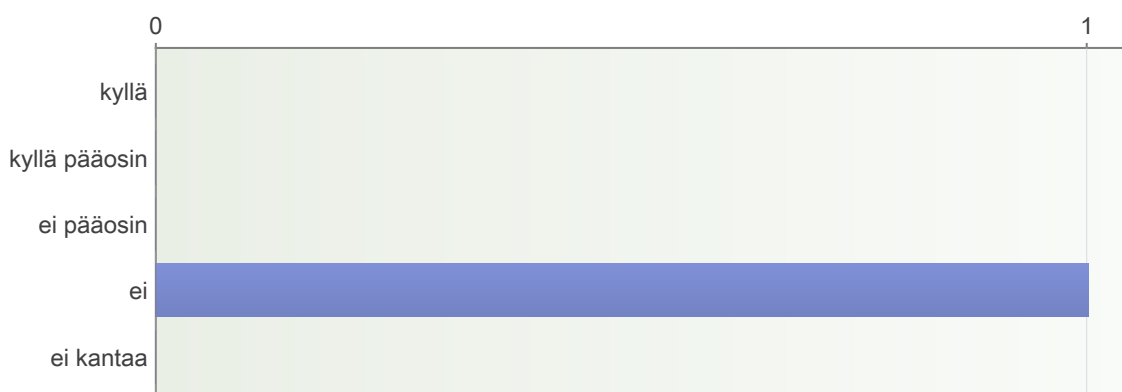 0 1
kyllä
kyllä pääosin
ei pääosin
ei
ei kantaa